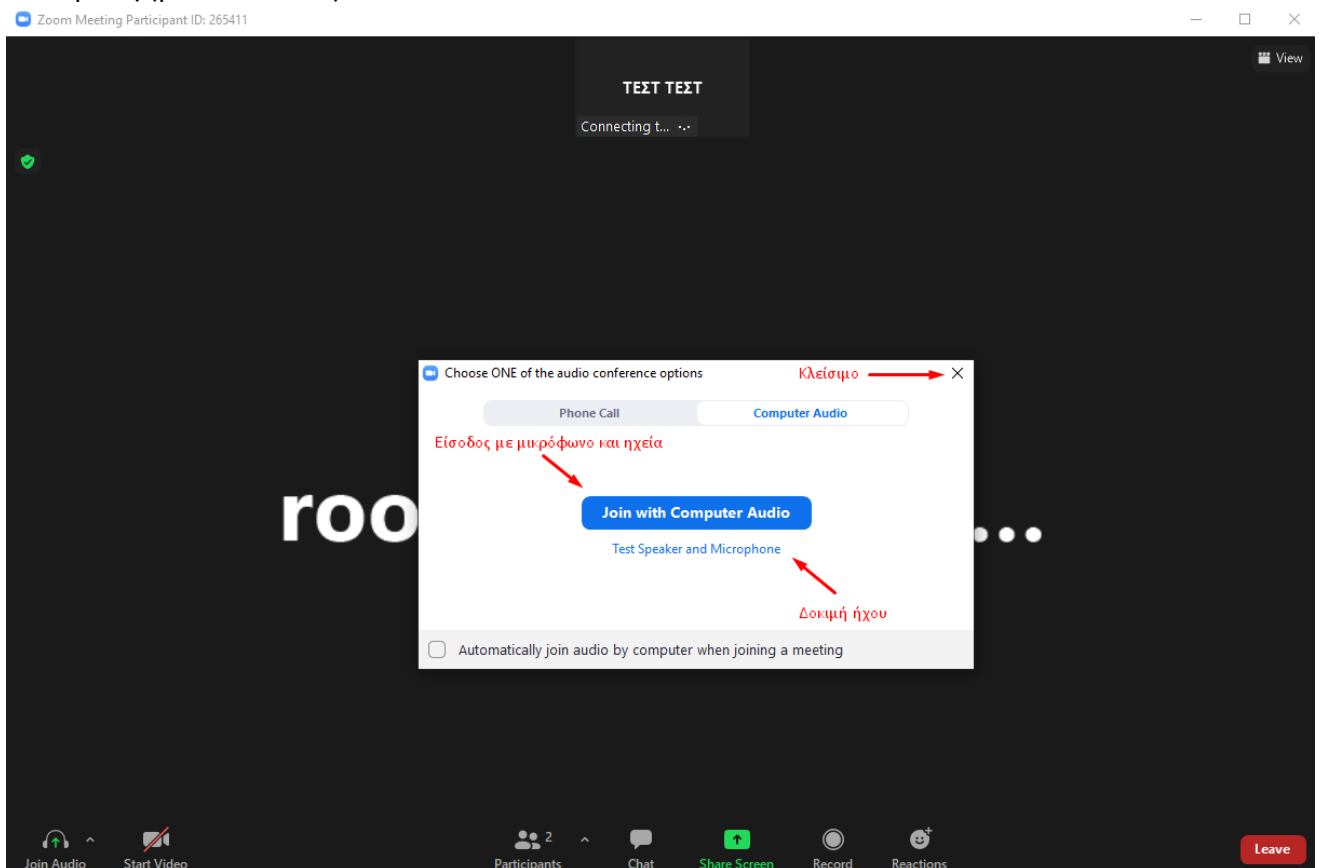 Zoom Meeting Participant ID: 265411
View
ΤΕΣΤ ΤΕΣΤ
Connecting t...
Choose ONE of the audio conference options
Κλείσιμο
Phone Call
Computer Audio
Είσοδος με μικρόφωνο και ηχεία
roo
...
Join with Computer Audio
Test Speaker and Microphone
Δοκιμή ήχου
Automatically join audio by computer when joining a meeting
2
Join Audio
Start Video
Participants
Chat
Share Screen
Record
Reactions
Leave